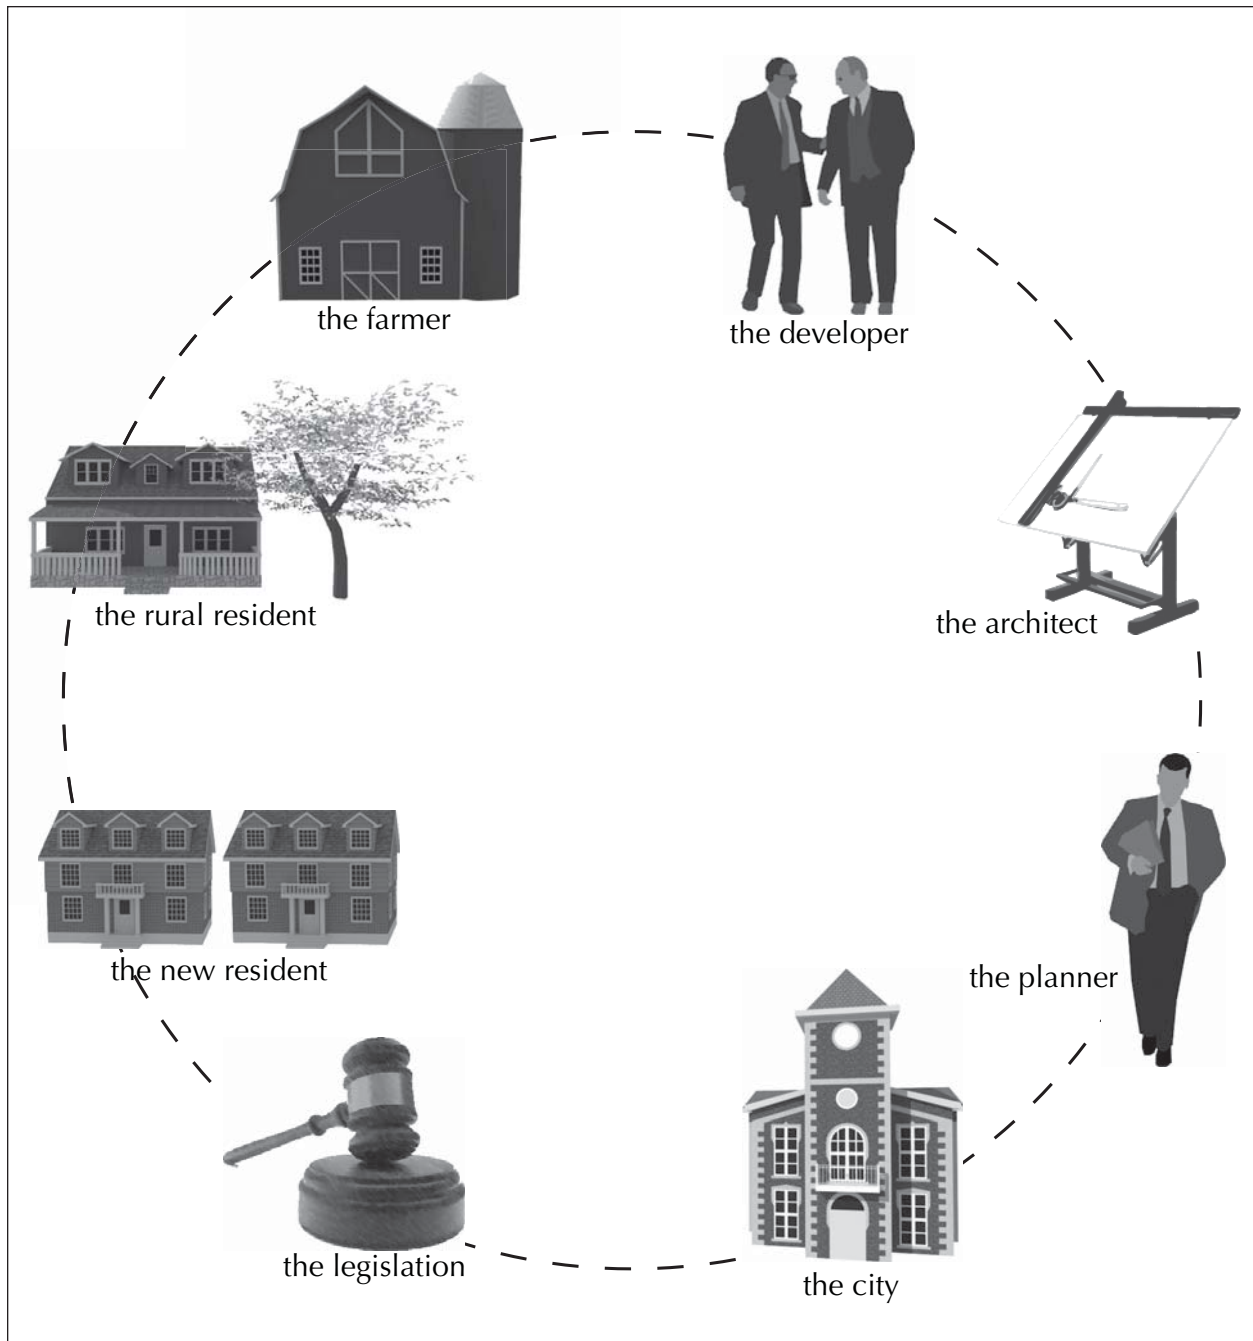 the farmer
the developer
the rural resident
the architect
the new resident
the planner
the legislation
the city